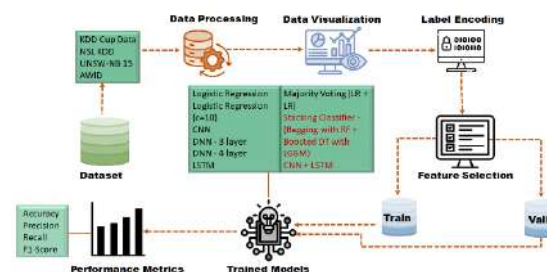 Data Processing
Data Visualization
Label Encoding
KDD Cup Data
NSL KDD
UNSW-NB 15
AWID
Dataset
Logistic Regression
Logistic Regression
(c=10)
CNN
DNN - 3 layer
DNN - 4 layer
LSTM
Majority Voting (LR +
LR)
Stacking Classifier -
(Bagging with RF +
Boosted DT with
LGBM)
CNN + LSTM
Feature Selection
Train
Vali
Accuracy
Precision
Recall
F1-Score
Performance Metrics
Trained Models